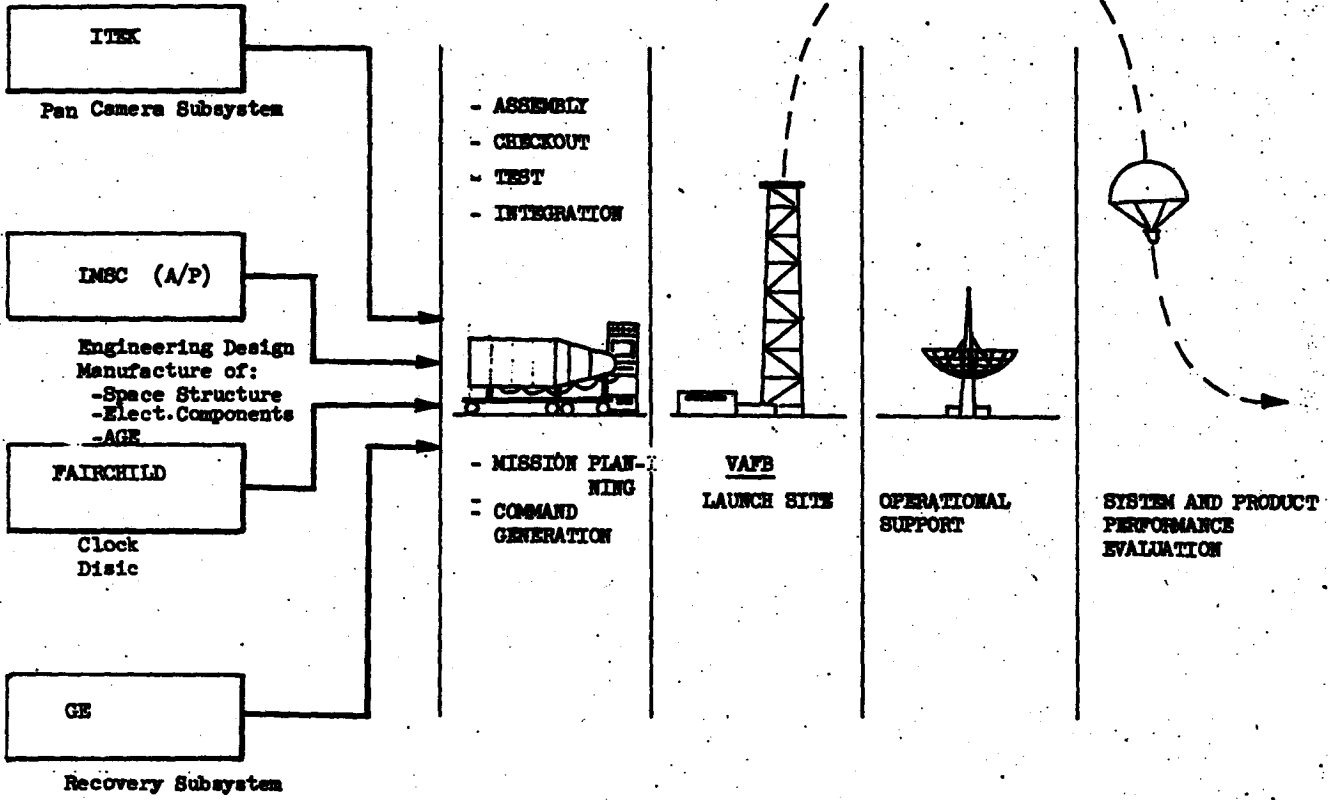 ITEK
Pan Camera Subsystem
LMSC (A/P)
Engineering Design
Manufacture of:
-Space Structure
-Elect.Components
-AGE
FAIRCHILD
Clock
Disic
GE
Recovery Subsystem
- ASSEMBLY
- CHECKOUT
- TEST
- INTEGRATION
- MISSION PLAN-
NING
- COMMAND
GENERATION
VAFB
LAUNCH SITE
OPERATIONAL
SUPPORT
SYSTEM AND PRODUCT
PERFORMANCE
EVALUATION